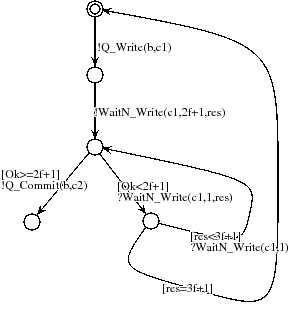 !Q_Write(b,c1)
!WaitN_Write(c1,2f+1,res)
[Ok>=2f+1]
!Q_Commit(b,c2)
[Ok<2f+1]
?WaitN_Write(c1,1,res)
[res<3f+1]
?WaitN_Write(c1,1)
[res=3f+1]